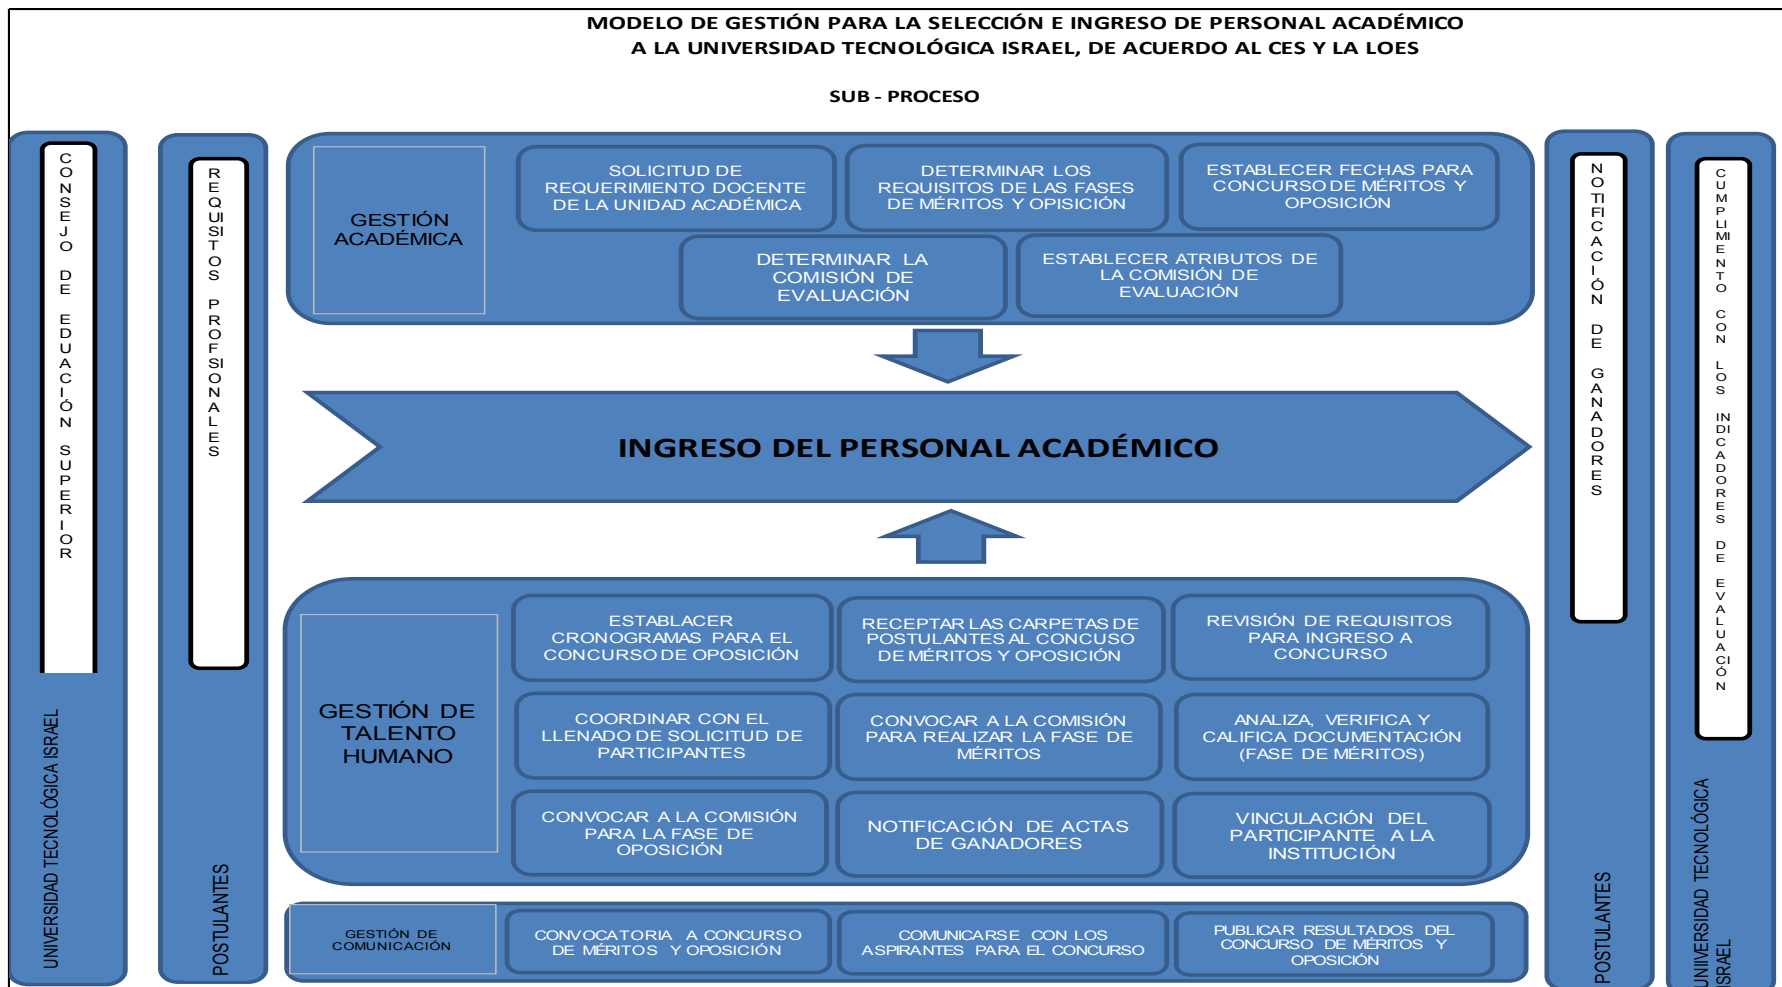 MODELO DE GESTIÓN PARA LA SELECCIÓN E INGRESO DE PERSONAL ACADÉMICO
A LA UNIVERSIDAD TECNOLÓGICA ISRAEL, DE ACUERDO AL CES Y LA LOES
SUB - PROCESO
CONSEJO DE EDUACIÓN SUPERIOR
UNIVERSIDAD TECNOLÓGICA ISRAEL
REQUISITOS PROFSIONALES
POSTULANTES
GESTIÓN
ACADÉMICA
SOLICITUD DE
REQUERIMIENTO DOCENTE
DE LA UNIDAD ACADÉMICA
DETERMINAR LOS
REQUISITOS DE LAS FASES
DE MÉRITOS Y OPISICIÓN
ESTABLECER FECHAS PARA
CONCURSO DE MÉRITOS Y
OPOSICIÓN
DETERMINAR LA
COMISIÓN DE
EVALUACIÓN
ESTABLECER ATRIBUTOS DE
LA COMISIÓN DE
EVALUACIÓN
INGRESO DEL PERSONAL ACADÉMICO
GESTIÓN DE
TALENTO
HUMANO
ESTABLACER
CRONOGRAMAS PARA EL
CONCURSO DE OPOSICIÓN
RECEPTAR LAS CARPETAS DE
POSTULANTES AL CONCUSO
DE MÉRITOS Y OPOSICIÓN
REVISIÓN DE REQUISITOS
PARA INGRESO A
CONCURSO
COORDINAR CON EL
LLENADO DE SOLICITUD DE
PARTICIPANTES
CONVOCAR A LA COMISIÓN
PARA REALIZAR LA FASE DE
MÉRITOS
ANALIZA, VERIFICA Y
CALIFICA DOCUMENTACIÓN
(FASE DE MÉRITOS)
CONVOCAR A LA COMISIÓN
PARA LA FASE DE
OPOSICIÓN
NOTIFICACIÓN DE ACTAS
DE GANADORES
VINCULACIÓN DEL
PARTICIPANTE A LA
INSTITUCIÓN
GESTIÓN DE
COMUNICACIÓN
CONVOCATORIA A CONCURSO
DE MÉRITOS Y OPOSICIÓN
COMUNICARSE CON LOS
ASPIRANTES PARA EL CONCURSO
PUBLICAR RESULTADOS DEL
CONCURSO DE MÉRITOS Y
OPOSICIÓN
NOTIFICACIÓN DE GANADORES
POSTULANTES
CUMPLIMIENTO CON LOS INDICADORES DE EVALUACIÓN
UNIIVERSIDAD TECNOLÓGICA
ISRAEL